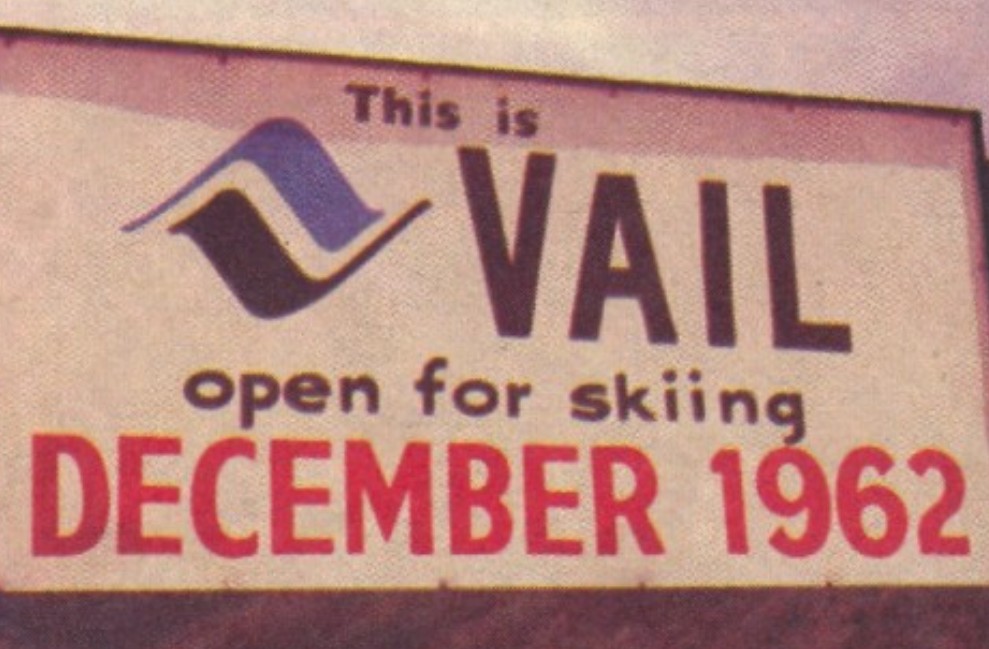 This is
VAIL
open for skiing
DECEMBER 1962